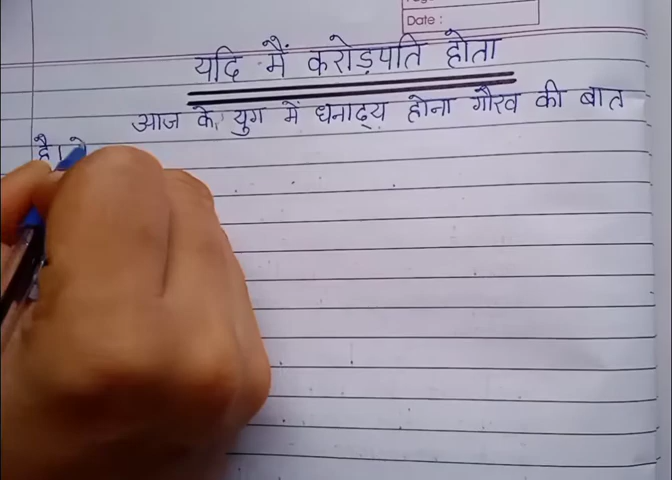 Date :
यदि मैं करोड़पति होता
आज के युग में धनाढ्य होना गौरव की बात
है।